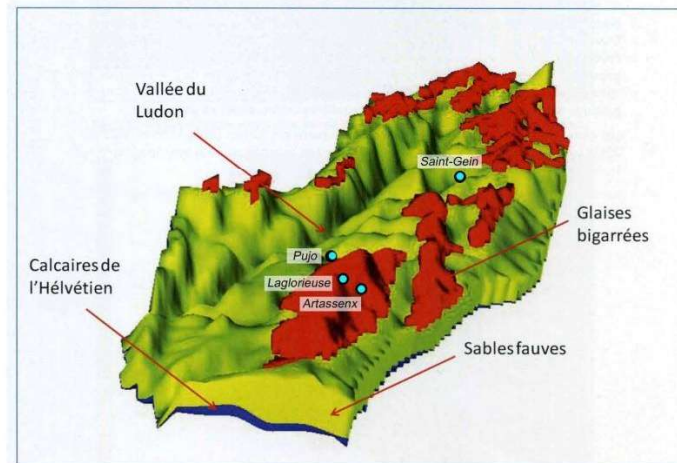 Vallée du
Ludon
Saint-Gein
Glaises
bigarrées
Pujo
Calcaires de
l'Hélvétien
Laglorieuse
Artassenx
Sables fauves